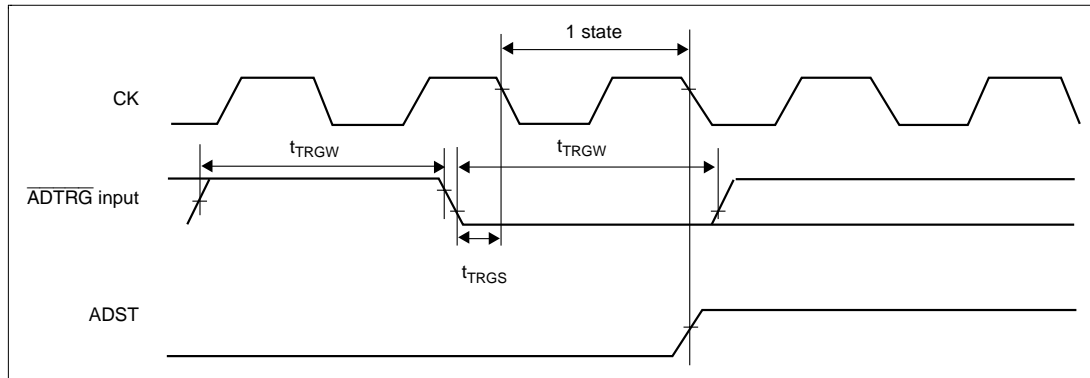 1 state
CK
tTRGW
tTRGW
ADTRG input
tTRGS
ADST